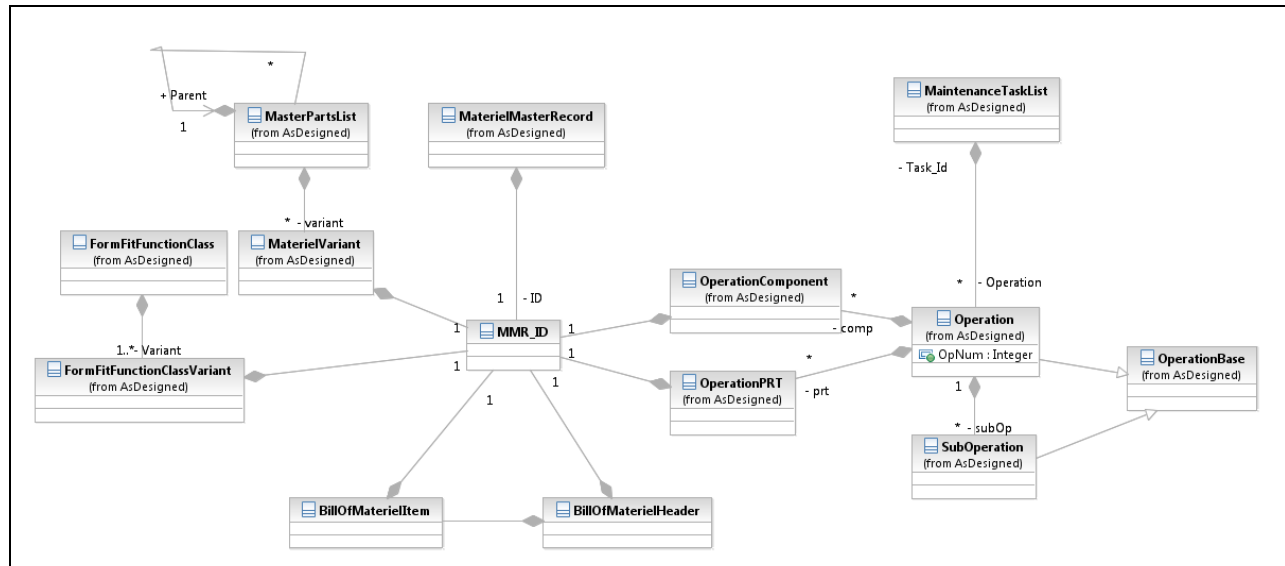 *
+ Parent
1
MasterPartsList
(from AsDesigned)
MaterielMasterRecord
(from AsDesigned)
MaintenanceTaskList
(from AsDesigned)
- Task_Id
* - variant
FormFitFunctionClass
(from AsDesigned)
MaterielVariant
(from AsDesigned)
1 - ID
OperationComponent
(from AsDesigned)
*
- comp
* - Operation
Operation
(from AsDesigned)
OpNum : Integer
1
MMR_ID
1
1
1
1
1
1
1..*- Variant
FormFitFunctionClassVariant
(from AsDesigned)
OperationPRT
(from AsDesigned)
*
- prt
OperationBase
(from AsDesigned)
1
* - subOp
SubOperation
(from AsDesigned)
BillOfMaterielItem
BillOfMaterielHeader